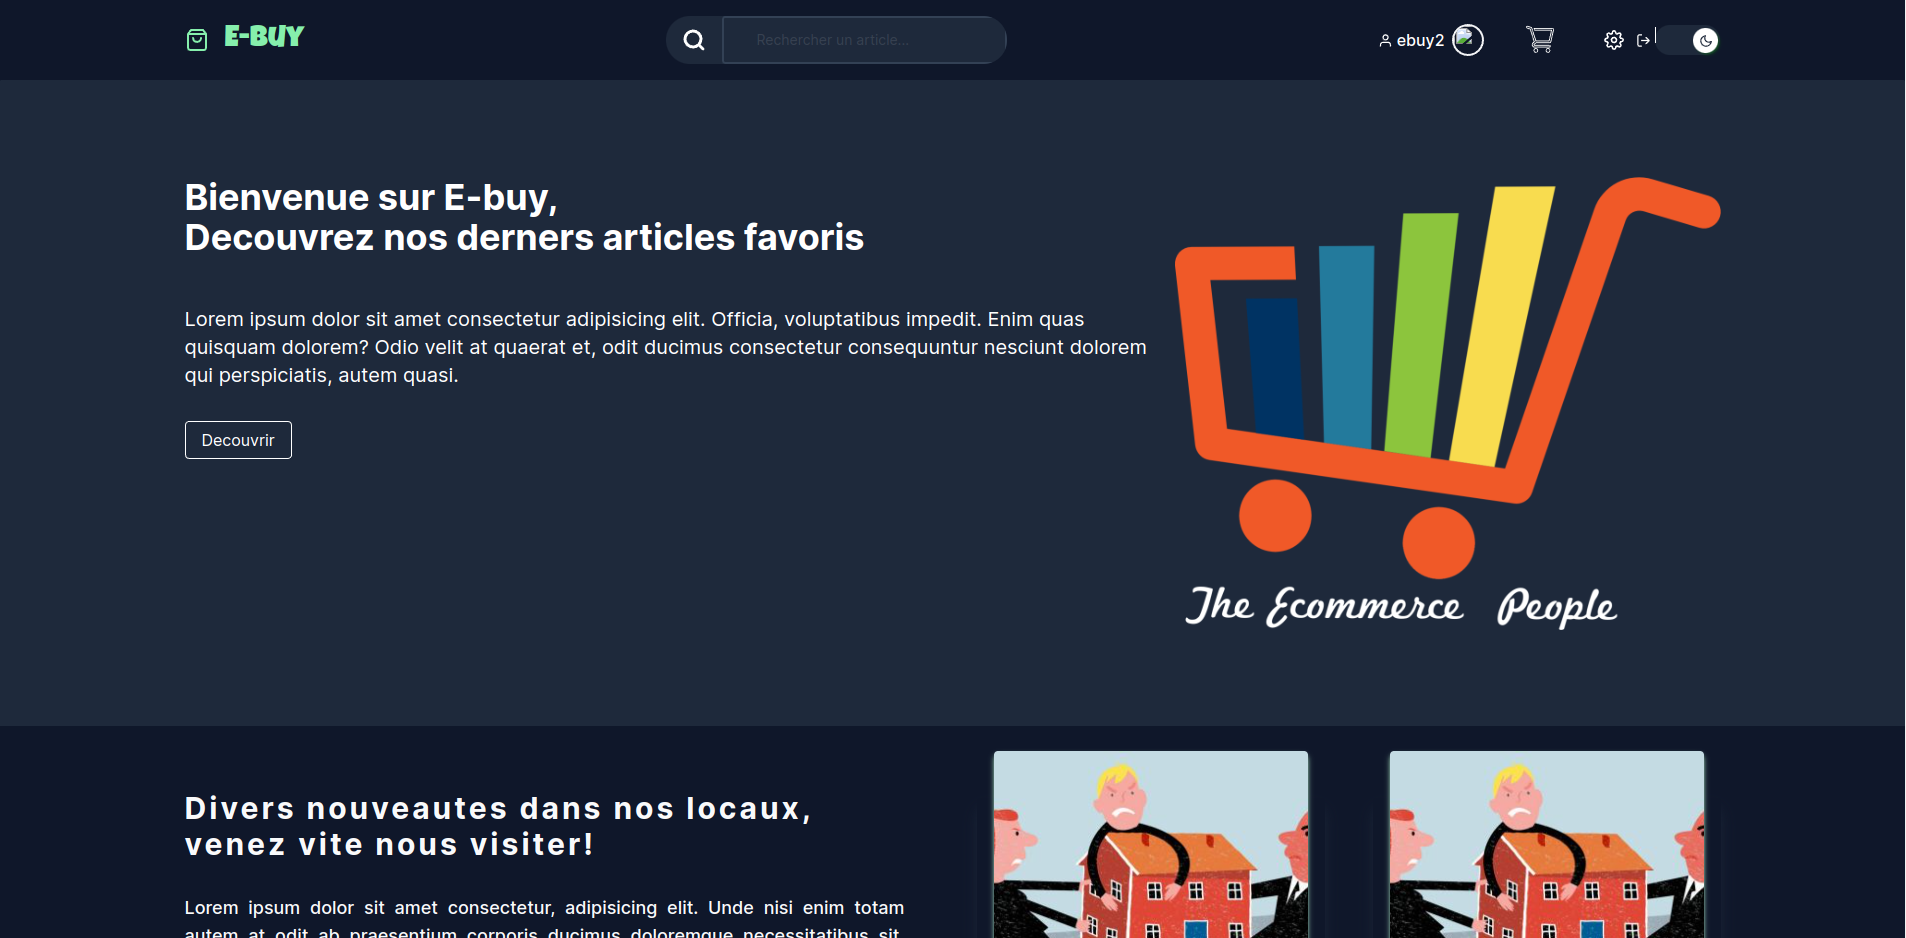 E-BUY
Rechercher un article...
ebuy2
Bienvenue sur E-buy,
Decouvrez nos derners articles favoris
Lorem ipsum dolor sit amet consectetur adipisicing elit. Officia, voluptatibus impedit. Enim quas
quisquam dolorem? Odio velit at quaerat et, odit ducimus consectetur consequuntur nesciunt dolorem
qui perspiciatis, autem quasi.
Decouvrir
The Ecommerce People
Divers nouveautes dans nos locaux,
venez vite nous visiter!
Lorem ipsum dolor sit amet consectetur, adipisicing elit. Unde nisi enim totam
autem at odit ab praesentium corporis ducimus doloremque necessitatibus sit,